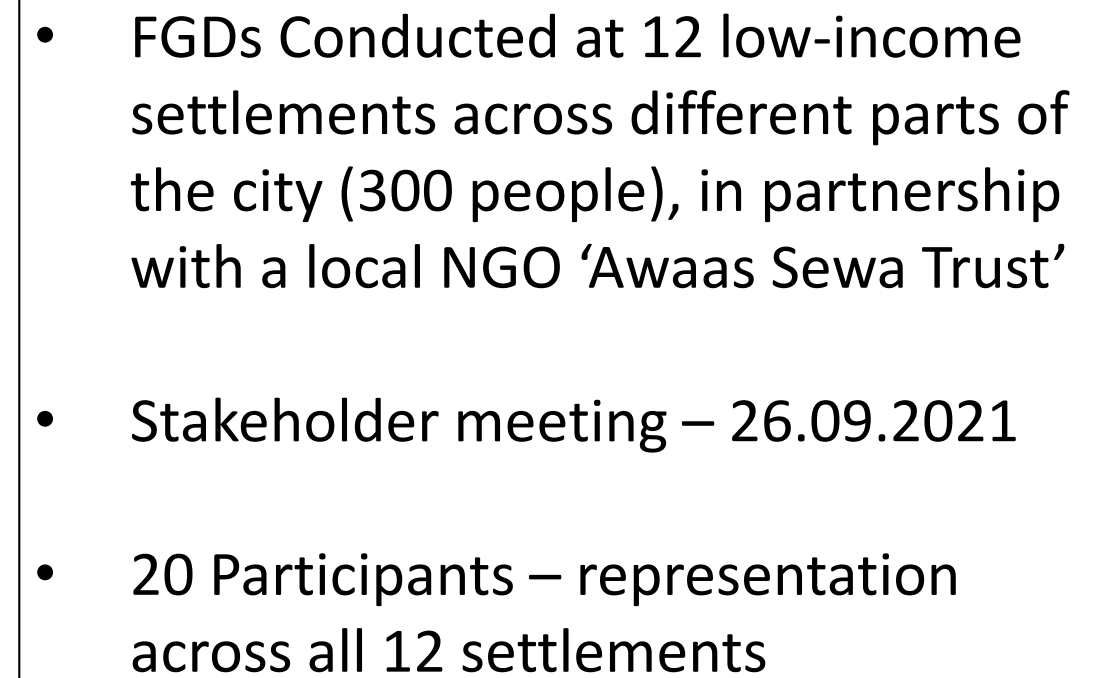 • FGDs Conducted at 12 low-income
settlements across different parts of
the city (300 people), in partnership
with a local NGO ‘Awaas Sewa Trust’
• Stakeholder meeting – 26.09.2021
• 20 Participants – representation
across all 12 settlements